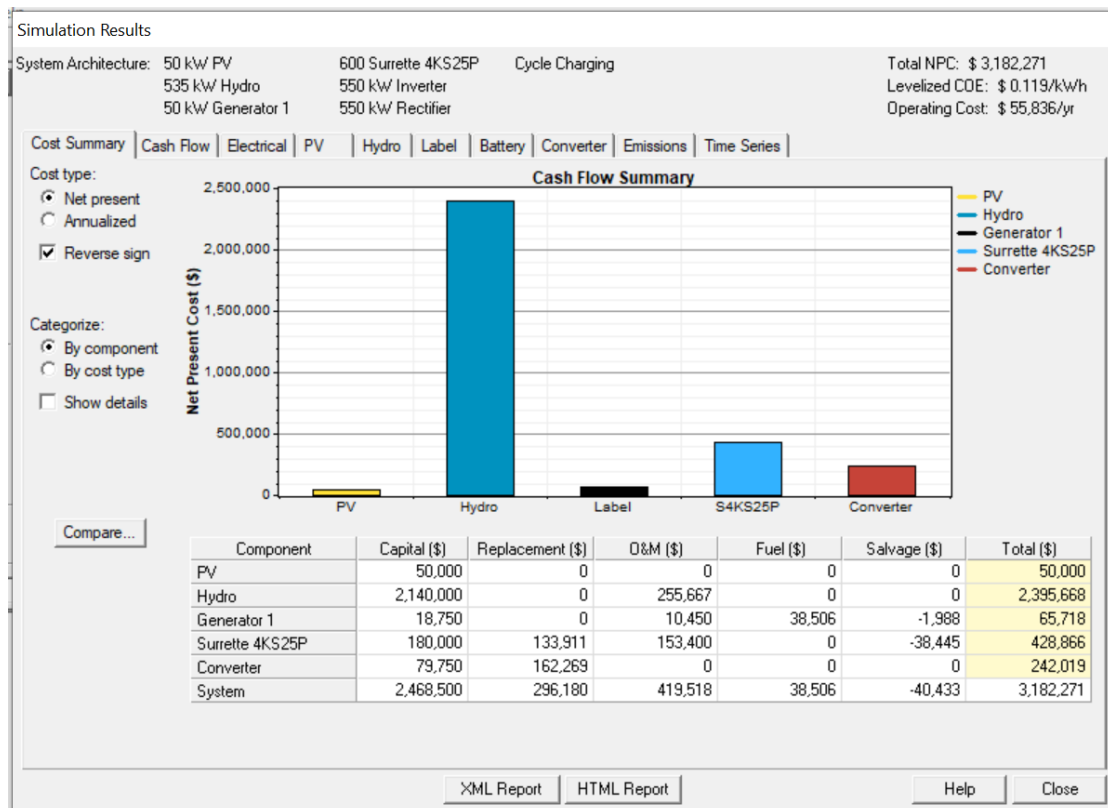 Simulation Results
System Architecture: 50 kW PV 600 Surrette 4KS25P Cycle Charging Total NPC: $ 3,182,271
535 kW Hydro 550 kW Inverter Levelized COE: $ 0.119/kWh
50 kW Generator 1 550 kW Rectifier Operating Cost: $ 55,836/yr
Cost Summary Cash Flow Electrical PV Hydro Label Battery Converter Emissions Time Series
Cost type:
Net present
Annualized
Reverse sign
Categorize:
By component
By cost type
Show details
Compare...
Cash Flow Summary
Net Present Cost ($)
2,500,000
2,000,000
1,500,000
1,000,000
500,000
0
PV Hydro Label S4KS25P Converter
PV
Hydro
Generator 1
Surrette 4KS25P
Converter
Component Capital ($) Replacement ($) O&M ($) Fuel ($) Salvage ($) Total ($)
PV 50,000 0 0 0 0 50,000
Hydro 2,140,000 0 255,667 0 0 2,395,668
Generator 1 18,750 0 10,450 38,506 -1,988 65,718
Surrette 4KS25P 180,000 133,911 153,400 0 -38,445 428,866
Converter 79,750 162,269 0 0 0 242,019
System 2,468,500 296,180 419,518 38,506 -40,433 3,182,271
XML Report HTML Report Help Close